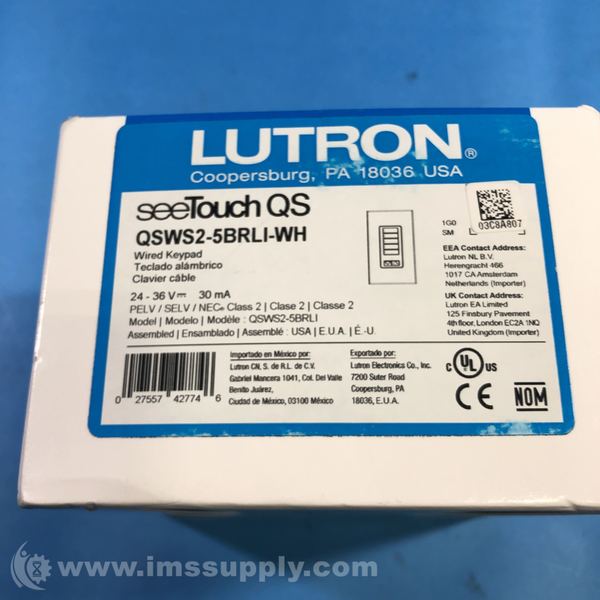 LUTRON®
Coopersburg, PA 18036 USA
seeTouch QS
QSWS2-5BRLI-WH
Wired Keypad
Teclado alámbrico
Clavier câble
24 - 36 V⎓ 30 mA
PELV / SELV / NEC® Class 2 | Clase 2 | Classe 2
Model | Modelo | Modèle : QSWS2-5BRLI
Assembled | Ensamblado | Assemblé : USA | E.U.A. | É.-U.
1G0
SM
03C8A807
EEA Contact Address:
Lutron NL B.V.
Herengracht 466
1017 CA Amsterdam
Netherlands (Importer)
UK Contact Address:
Lutron EA Limited
125 Finsbury Pavement
4th floor, London EC2A 1NQ
United Kingdom (Importer)
0 27557 42774 6
Importado en México por:
Lutron CN, S. de R.L. de C.V.
Gabriel Mancera 1041, Col. Del Valle
Benito Juárez,
Ciudad de México, 03100 México
Exportado por:
Lutron Electronics Co., Inc.
7200 Suter Road
Coopersburg, PA
18036, E.U.A.
C UL US
NOM
www.imssupply.com